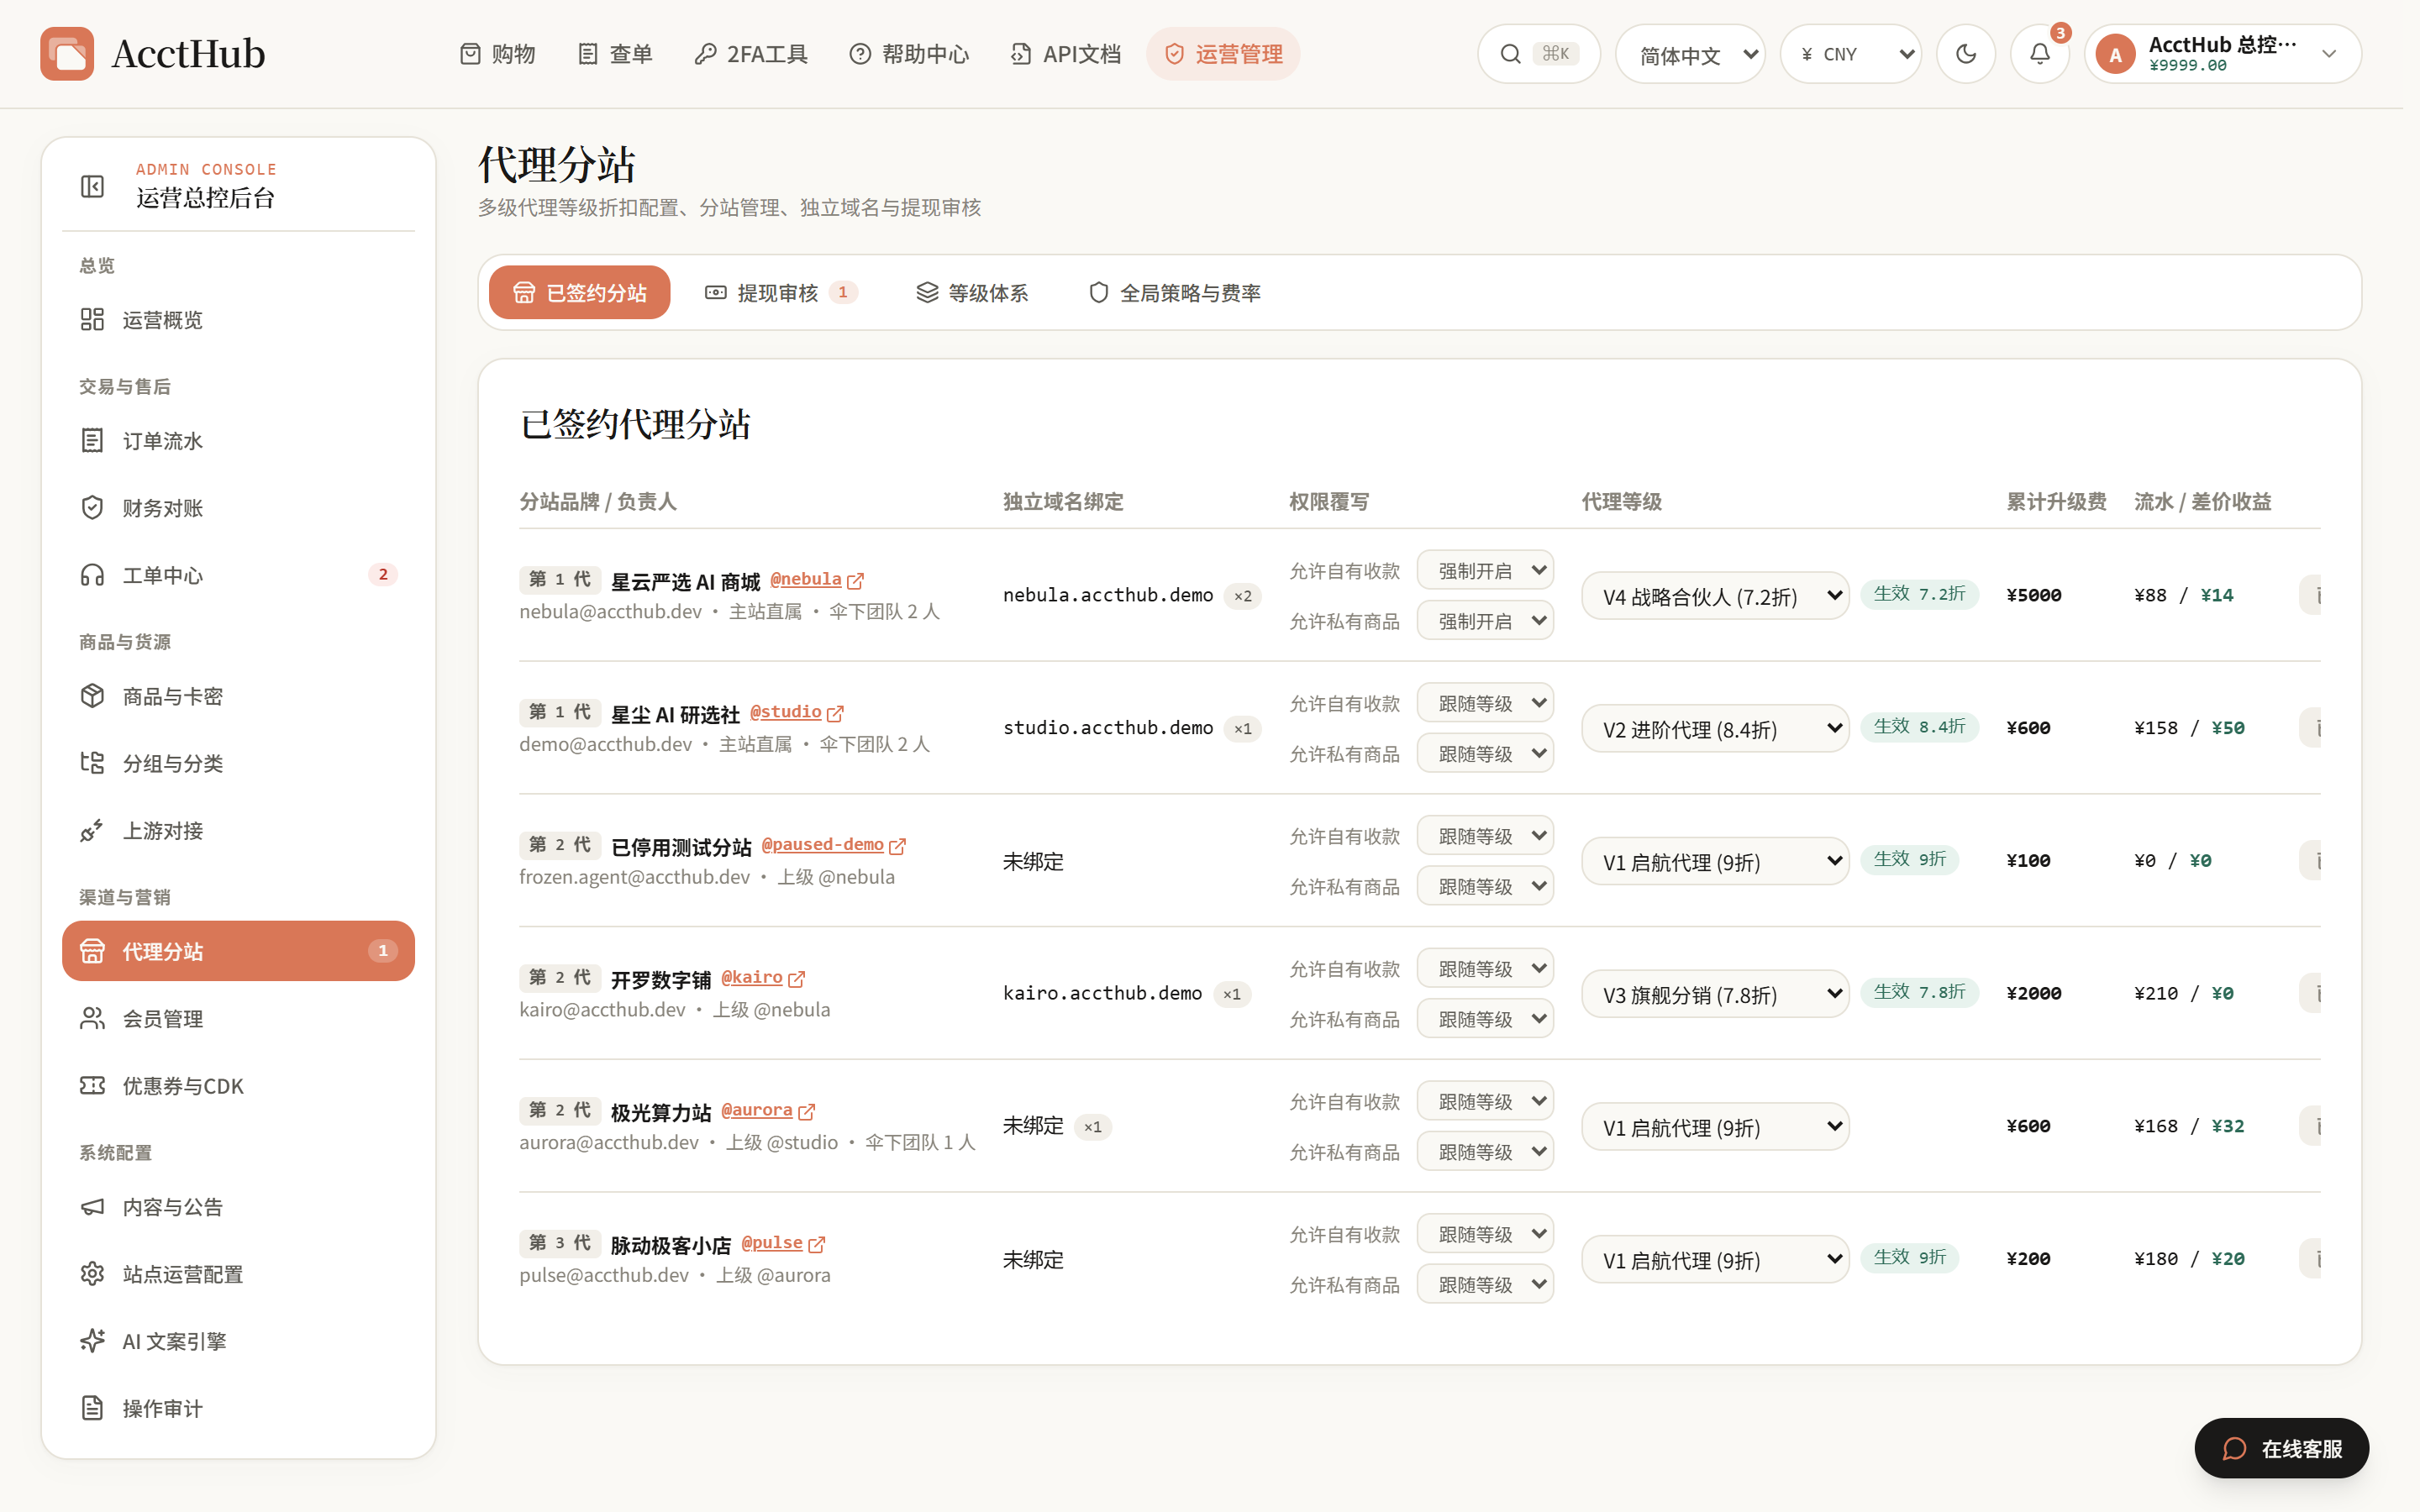 AcctHub
购物
查单
2FA工具
帮助中心
API文档
运营管理
⌘K
简体中文
¥ CNY
3
A
AcctHub 总控…
¥9999.00
ADMIN CONSOLE
运营总控后台
总览
运营概览
交易与售后
订单流水
财务对账
工单中心 2
商品与货源
商品与卡密
分组与分类
上游对接
渠道与营销
代理分站 1
会员管理
优惠券与CDK
系统配置
内容与公告
站点运营配置
AI 文案引擎
操作审计
代理分站
多级代理等级折扣配置、分站管理、独立域名与提现审核
已签约分站
提现审核 1
等级体系
全局策略与费率
已签约代理分站
分站品牌 / 负责人 独立域名绑定 权限覆写 代理等级 累计升级费 流水 / 差价收益
第 1 代 星云严选 AI 商城 @nebula
nebula@accthub.dev • 主站直属 • 伞下团队 2 人
nebula.accthub.demo ×2
允许自有收款 强制开启
允许私有商品 强制开启
V4 战略合伙人 (7.2折) 生效 7.2折
¥5000
¥88 / ¥14
第 1 代 星尘 AI 研选社 @studio
demo@accthub.dev • 主站直属 • 伞下团队 2 人
studio.accthub.demo ×1
允许自有收款 跟随等级
允许私有商品 跟随等级
V2 进阶代理 (8.4折) 生效 8.4折
¥600
¥158 / ¥50
第 2 代 已停用测试分站 @paused-demo
frozen.agent@accthub.dev • 上级 @nebula
未绑定
允许自有收款 跟随等级
允许私有商品 跟随等级
V1 启航代理 (9折) 生效 9折
¥100
¥0 / ¥0
第 2 代 开罗数字铺 @kairo
kairo@accthub.dev • 上级 @nebula
kairo.accthub.demo ×1
允许自有收款 跟随等级
允许私有商品 跟随等级
V3 旗舰分销 (7.8折) 生效 7.8折
¥2000
¥210 / ¥0
第 2 代 极光算力站 @aurora
aurora@accthub.dev • 上级 @studio • 伞下团队 1 人
未绑定 ×1
允许自有收款 跟随等级
允许私有商品 跟随等级
V1 启航代理 (9折)
¥600
¥168 / ¥32
第 3 代 脉动极客小店 @pulse
pulse@accthub.dev • 上级 @aurora
未绑定
允许自有收款 跟随等级
允许私有商品 跟随等级
V1 启航代理 (9折) 生效 9折
¥200
¥180 / ¥20
在线客服